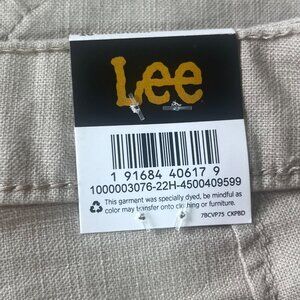 Lee
1 91684 40617 9
1000003076-22H-4500409599
This garment was specially dyed, be mindful as
color may transfer onto clothing or furniture.
7BCVP75 CKPBD